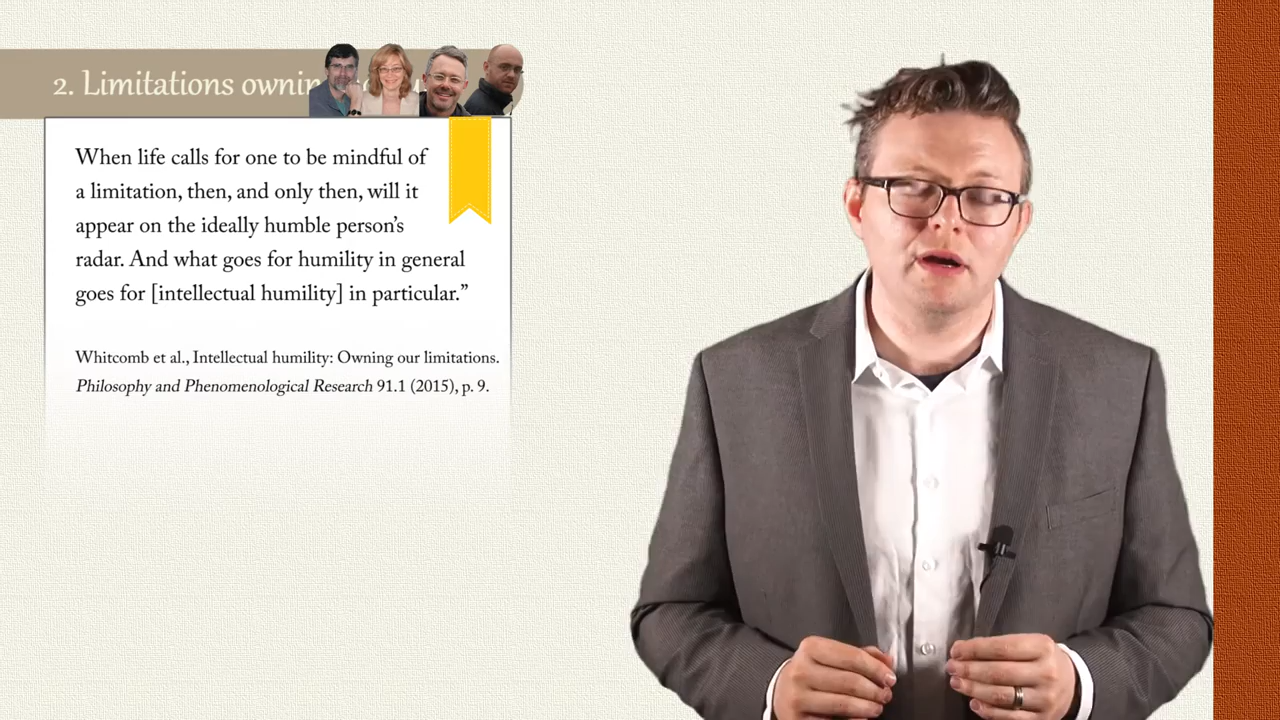 2. Limitations
When life calls for one to be mindful of
a limitation, then, and only then, will it
appear on the ideally humble person’s
radar. And what goes for humility in general
goes for [intellectual humility] in particular.”
Whitcomb et al., Intellectual humility: Owning our limitations.
Philosophy and Phenomenological Research 91.1 (2015), p. 9.